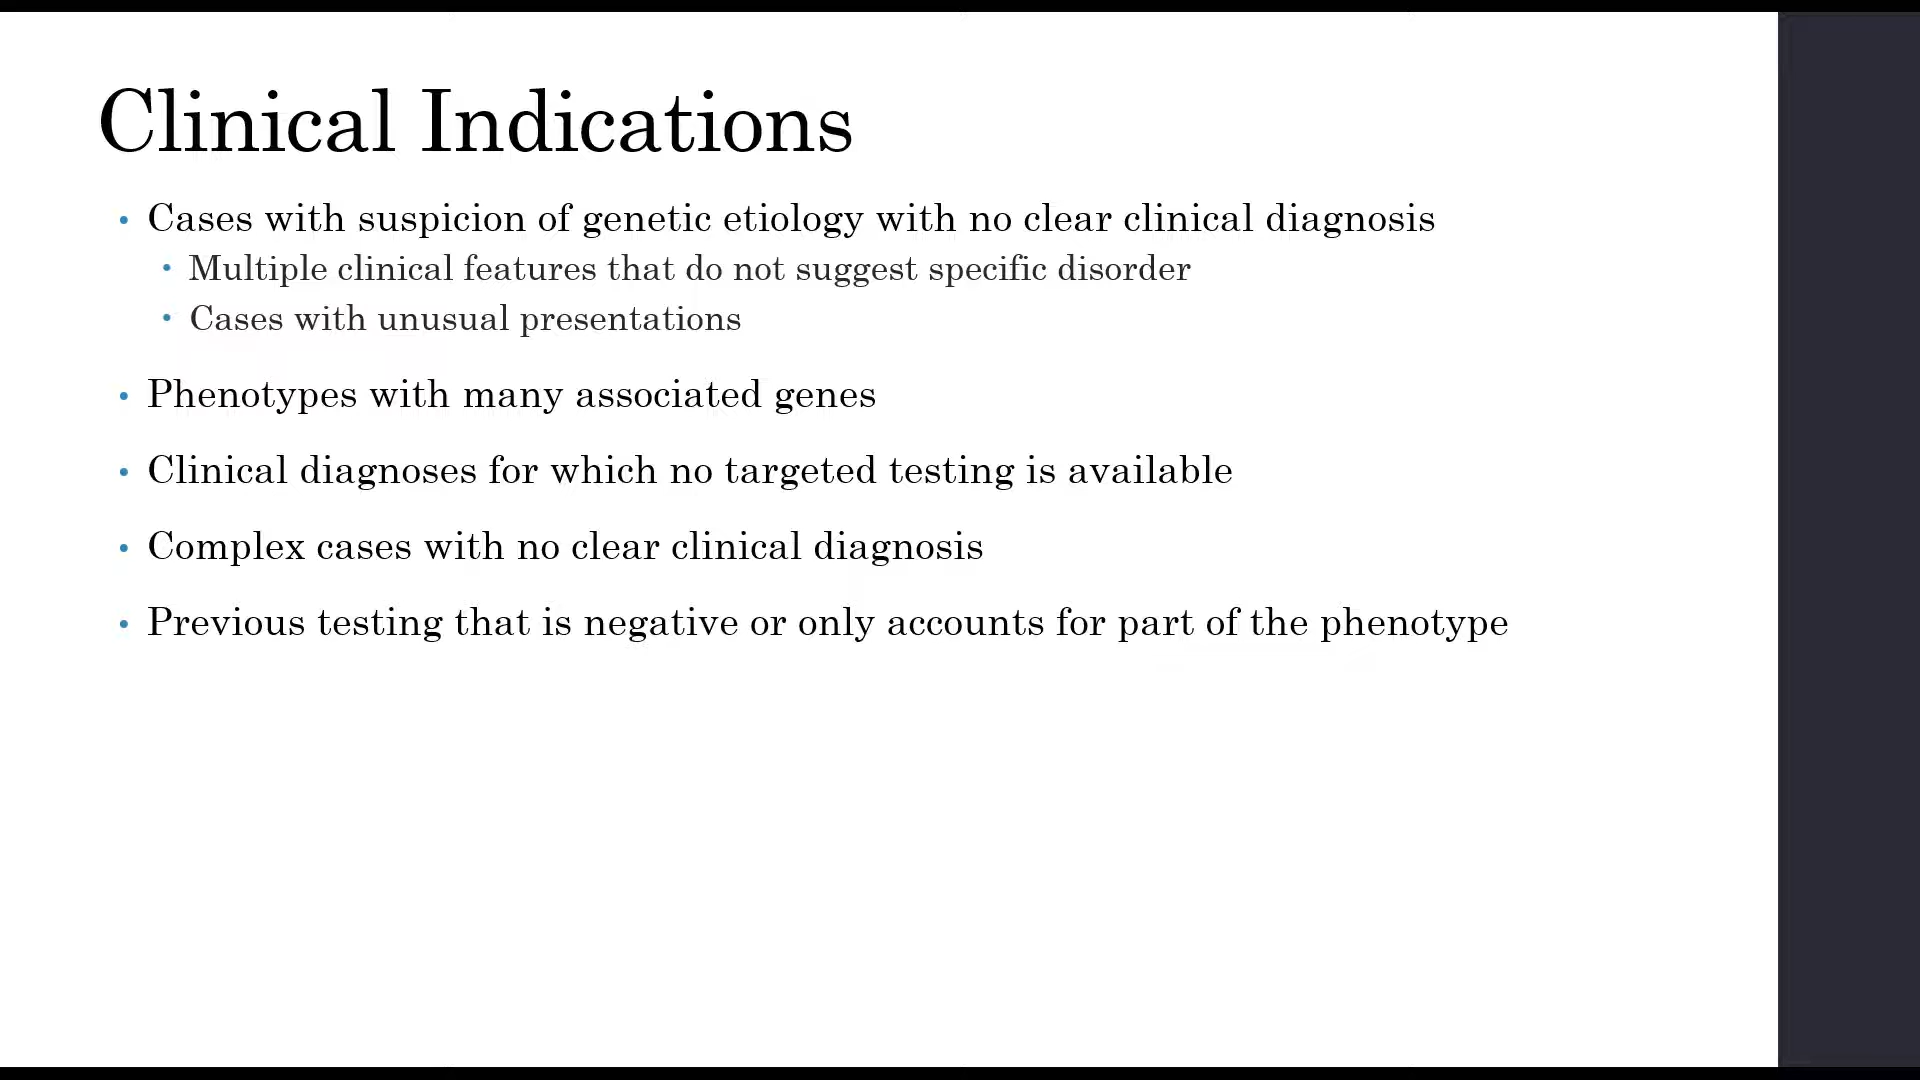 Clinical Indications
• Cases with suspicion of genetic etiology with no clear clinical diagnosis
• Multiple clinical features that do not suggest specific disorder
• Cases with unusual presentations
• Phenotypes with many associated genes
• Clinical diagnoses for which no targeted testing is available
• Complex cases with no clear clinical diagnosis
• Previous testing that is negative or only accounts for part of the phenotype